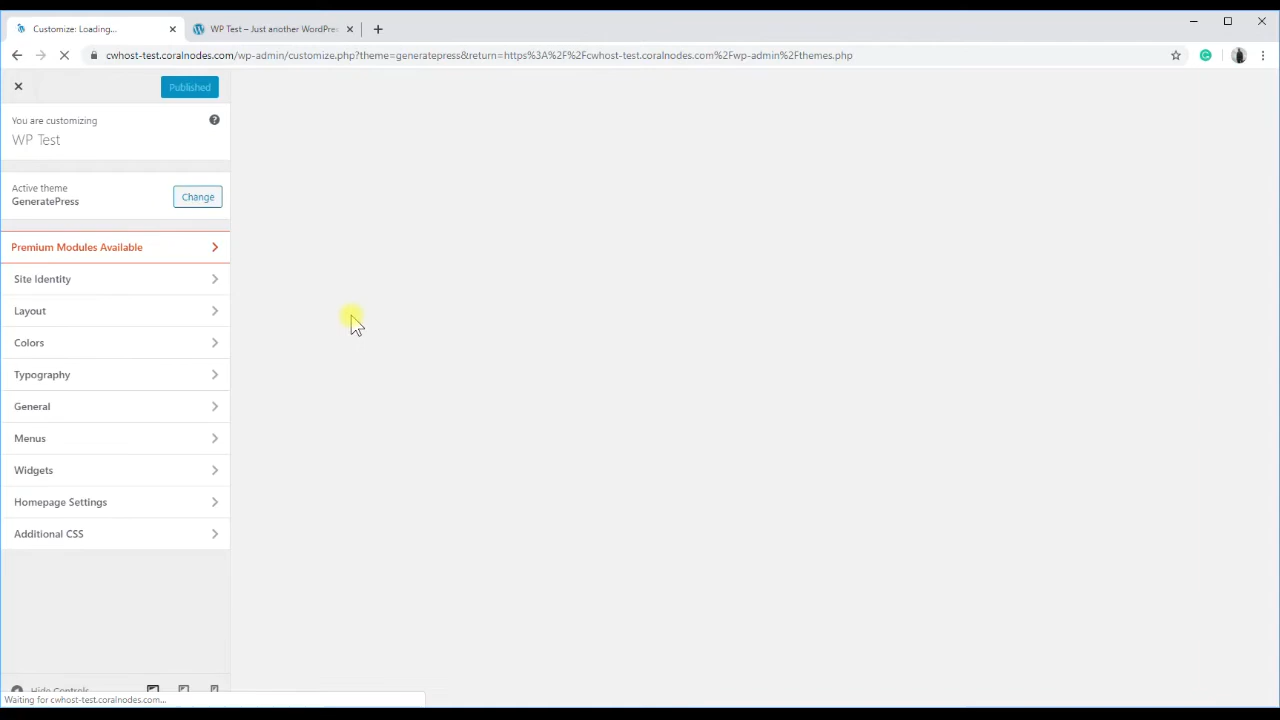 Customize: Loading...
WP Test – Just another WordPre
cwhost-test.coralnodes.com/wp-admin/customize.php?theme=generatepress&return=https%3A%2F%2Fcwhost-test.coralnodes.com%2Fwp-admin%2Fthemes.php
Published
You are customizing
WP Test
Active theme
GeneratePress
Change
Premium Modules Available
Site Identity
Layout
Colors
Typography
General
Menus
Widgets
Homepage Settings
Additional CSS
Hide Controls
Waiting for cwhost-test.coralnodes.com...